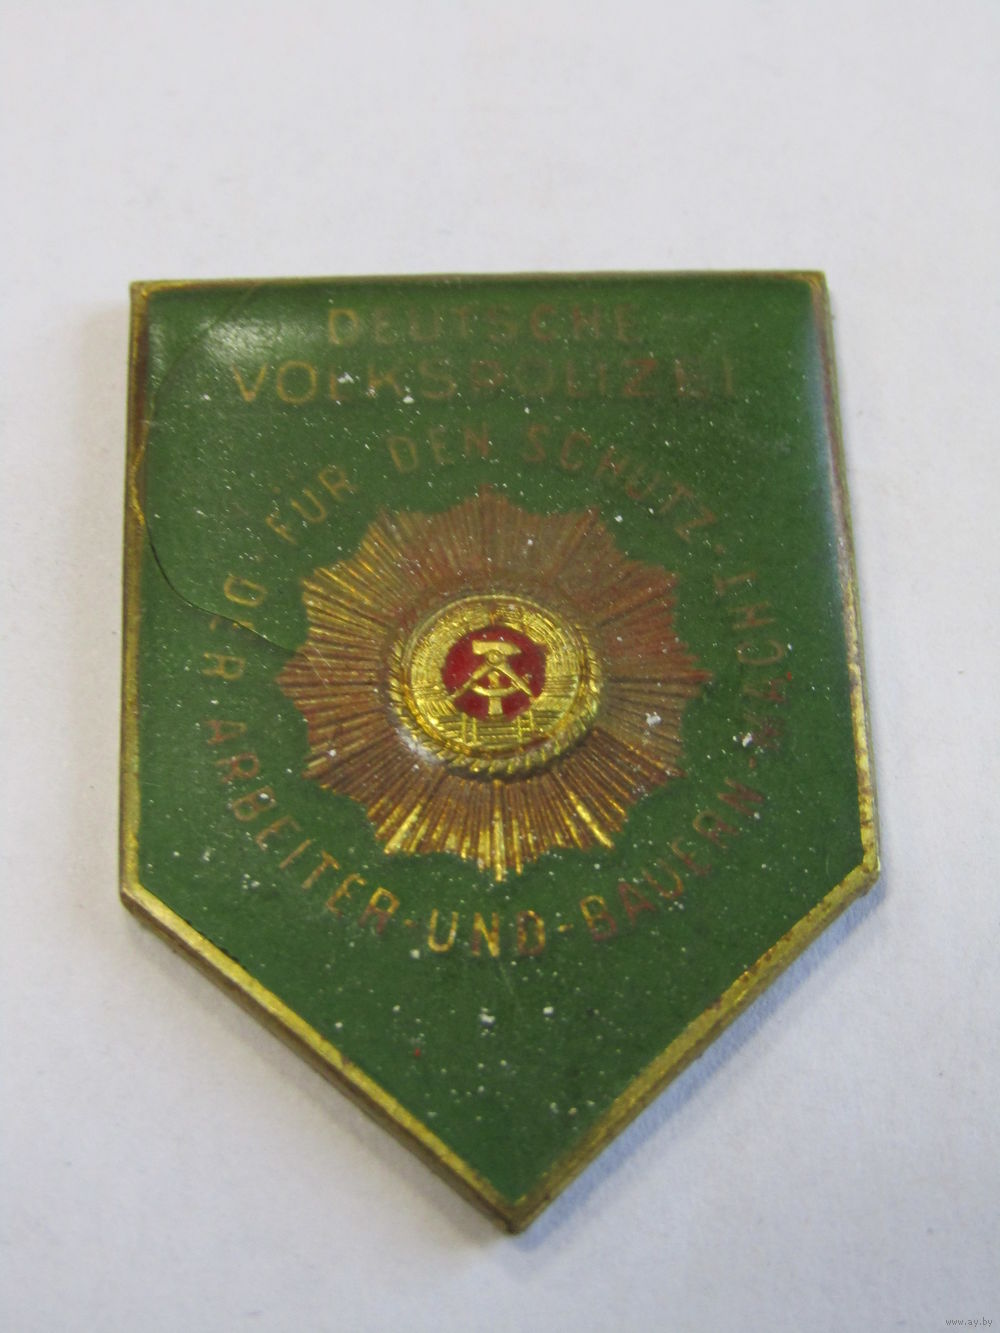 DEUTSCHE
VOLKSPOLIZEI
FÜR DEN SCHUTZ
DER ARBEITER-UND-BAUERN-MACHT
www.ay.by